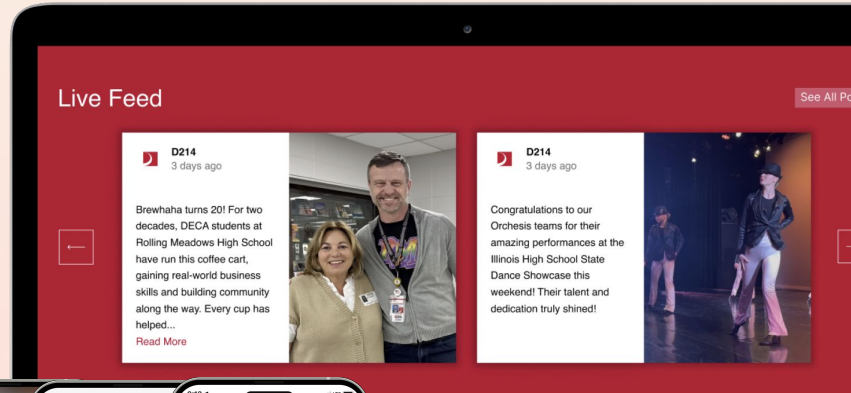 Live Feed
See All Po
D214
3 days ago
Brewhaha turns 20! For two
decades, DECA students at
Rolling Meadows High School
have run this coffee cart,
gaining real-world business
skills and building community
along the way. Every cup has
helped...
Read More
D214
3 days ago
Congratulations to our
Orchesis teams for their
amazing performances at the
Illinois High School State
Dance Showcase this
weekend! Their talent and
dedication truly shined!